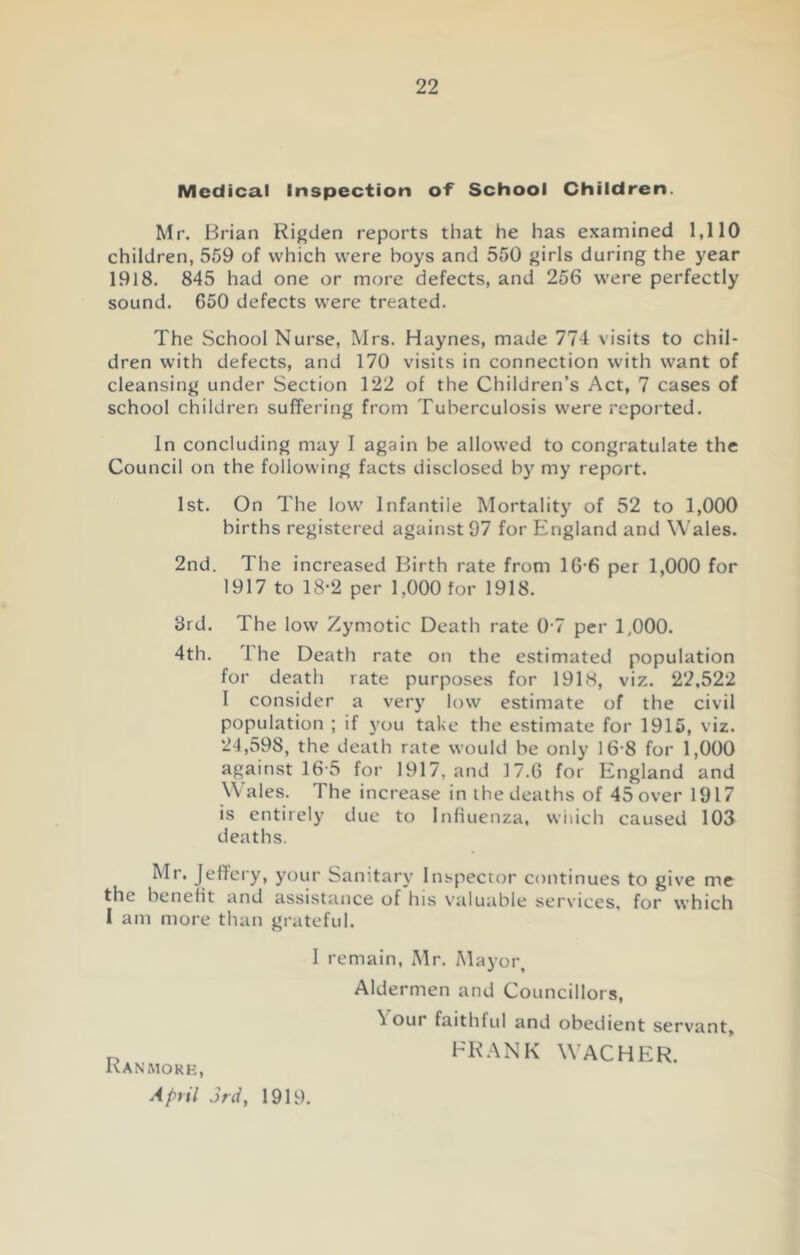 22
Medical Inspection of School Children.
Mr. Brian Rigden reports that he has examined 1,110
children, 559 of which were boys and 550 girls during the year
1918. 845 had one or more defects, and 256 were perfectly
sound. 650 defects were treated.
The School Nurse, Mrs. Haynes, made 774 visits to chil-
dren with defects, and 170 visits in connection with want of
cleansing under Section 122 of the Children's Act, 7 cases of
school children suffering from Tuberculosis were reported.
In concluding may I again be allowed to congratulate the
Council on the following facts disclosed by my report.
1st. On The low Infantile Mortality of 52 to 1,000
births registered against 97 for England and Wales.
2nd. The increased Birth rate from 16·6 per 1,000 for
1917 to 18·2 per 1,000 for 1918.
3rd. The low Zymotic Death rate 0·7 per 1,000.
4th. The Death rate on the estimated population
for death rate purposes for 1918, viz. 22,522
I consider a very low estimate of the civil
population ; if you take the estimate for 1915, viz.
24,598, the death rate would be only 16·8 for 1,000
against 16·5 for 1917, and 17.6 for England and
Wales. The increase in the deaths of 45 over 1917
is entirely due to Influenza, which caused 103
deaths.
Mr. Jeffery, your Sanitary Inspector continues to give me
the benefit and assistance of his valuable services, for which
I am more than grateful.
I remain, Mr. Mayor,
Aldermen and Councillors,
Your faithful and obedient servant,
FRANK WACHER.
RANMORE,
April 3rd, 1919.